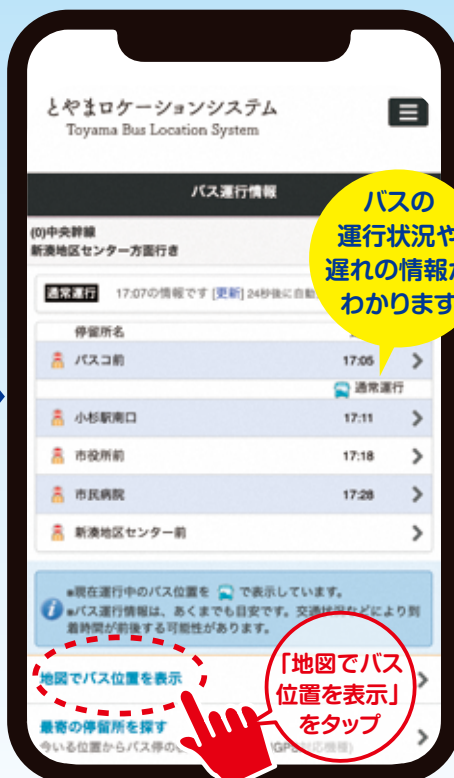 とやまロケーションシステム
Toyama Bus Location System
バス運行情報
(0)中央幹線
新湊地区センター方面行き
バスの
運行状況や
遅れの情報が
わかります
通常運行 17:07の情報です [更新] 24秒後に自動
停留所名
パスコ前 17:05
通常運行
小杉駅南口 17:11
市役所前 17:18
市民病院 17:28
新湊地区センター前
■現在運行中のバス位置を で表示しています。
■バス運行情報は、あくまでも目安です。交通状況などにより到
着時間が前後する可能性があります。
地図でバス位置を表示
「地図でバス
位置を表示」
をタップ
最寄の停留所を探す
今いる位置からバス停の GPS対応機種)